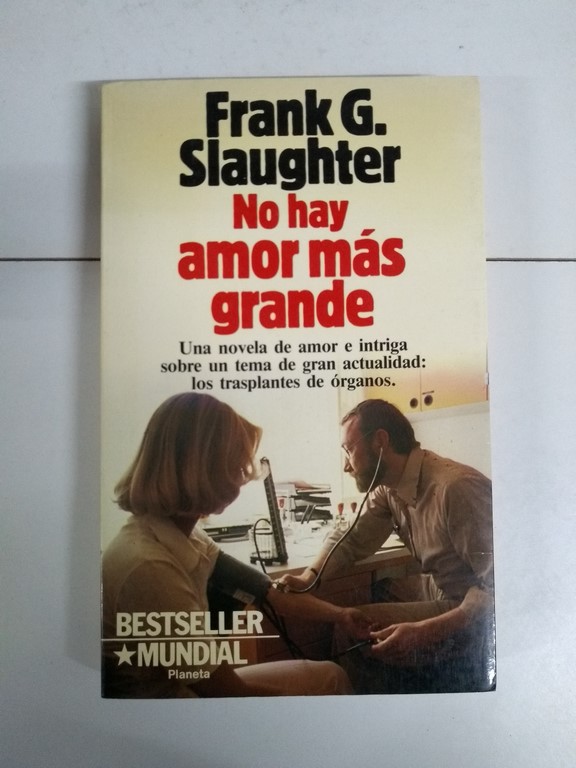 Frank G.
Slaughter
No hay
amor más
grande
Una novela de amor e intriga
sobre un tema de gran actualidad:
los trasplantes de órganos.
BESTSELLER
★MUNDIAL
Planeta